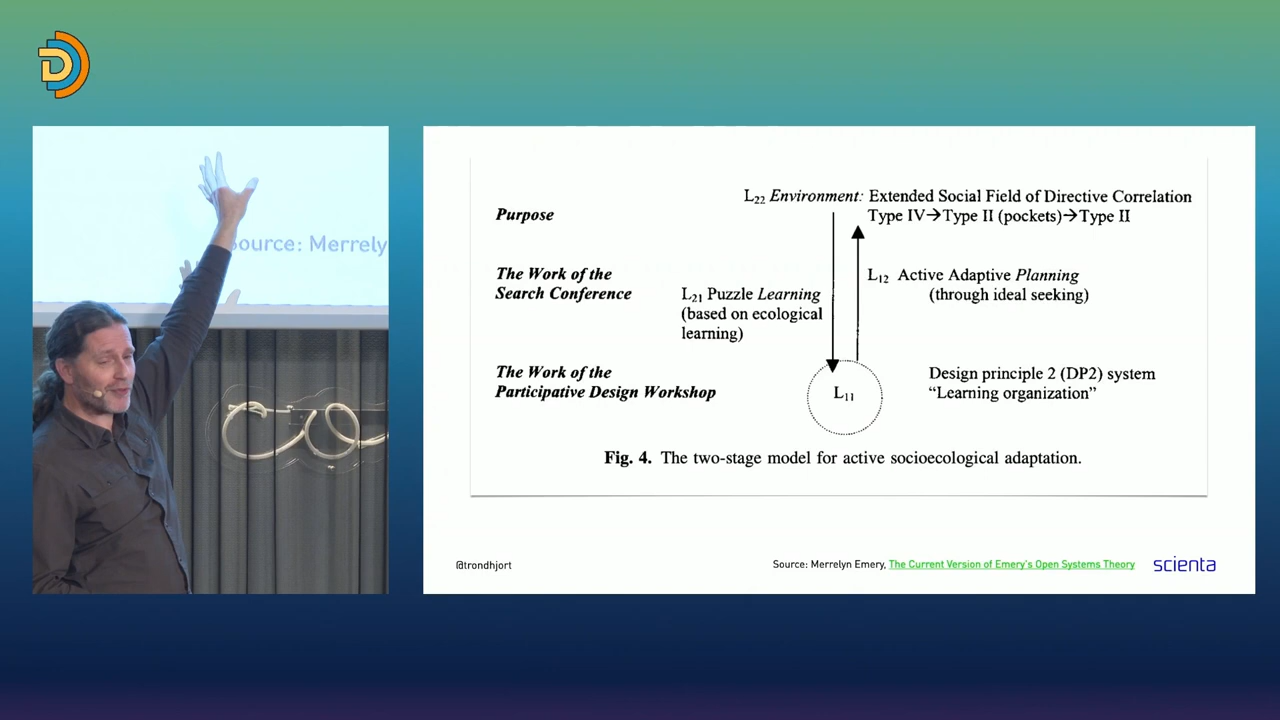 D
Source: Merrely
L22 Environment: Extended Social Field of Directive Correlation
Purpose
Type IV→Type II (pockets)→Type II
The Work of the
Search Conference
L21 Puzzle Learning
(based on ecological
learning)
L12 Active Adaptive Planning
(through ideal seeking)
The Work of the
Participative Design Workshop
L11
Design principle 2 (DP2) system
“Learning organization”
Fig. 4. The two-stage model for active socioecological adaptation.
@trondhjort
Source: Merrelyn Emery, The Current Version of Emery's Open Systems Theory
scienta